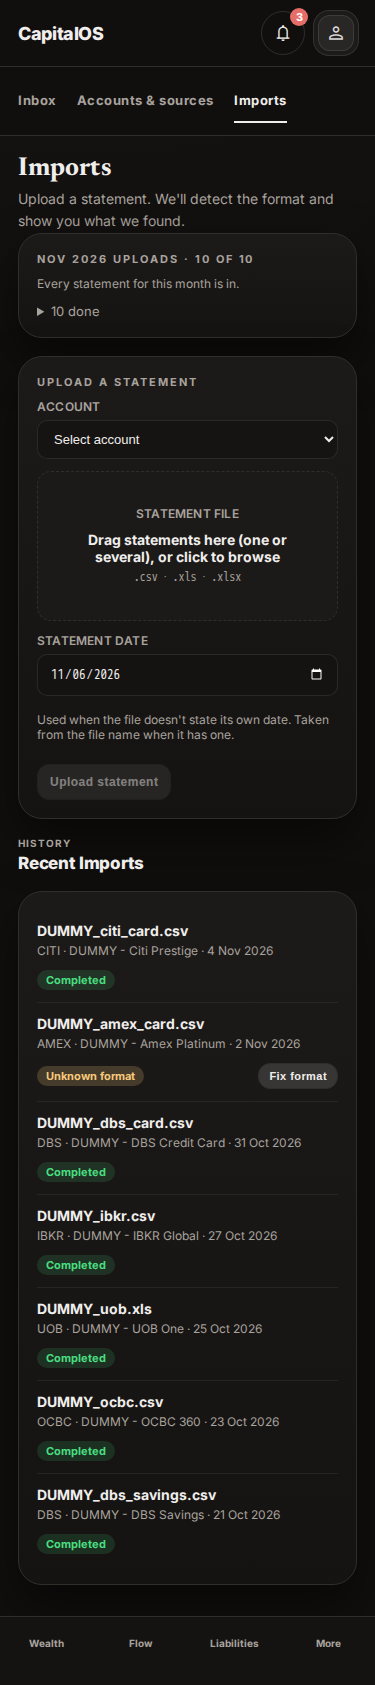 CapitalOS
3
Inbox
Accounts & sources
Imports
Imports
Upload a statement. We'll detect the format and
show you what we found.
NOV 2026 UPLOADS · 10 OF 10
Every statement for this month is in.
10 done
UPLOAD A STATEMENT
ACCOUNT
Select account
STATEMENT FILE
Drag statements here (one or
several), or click to browse
.csv · .xls · .xlsx
STATEMENT DATE
11/06/2026
Used when the file doesn't state its own date. Taken
from the file name when it has one.
Upload statement
HISTORY
Recent Imports
DUMMY_citi_card.csv
CITI · DUMMY - Citi Prestige · 4 Nov 2026
Completed
DUMMY_amex_card.csv
AMEX · DUMMY - Amex Platinum · 2 Nov 2026
Unknown format
Fix format
DUMMY_dbs_card.csv
DBS · DUMMY - DBS Credit Card · 31 Oct 2026
Completed
DUMMY_ibkr.csv
IBKR · DUMMY - IBKR Global · 27 Oct 2026
Completed
DUMMY_uob.xls
UOB · DUMMY - UOB One · 25 Oct 2026
Completed
DUMMY_ocbc.csv
OCBC · DUMMY - OCBC 360 · 23 Oct 2026
Completed
DUMMY_dbs_savings.csv
DBS · DUMMY - DBS Savings · 21 Oct 2026
Completed
Wealth
Flow
Liabilities
More